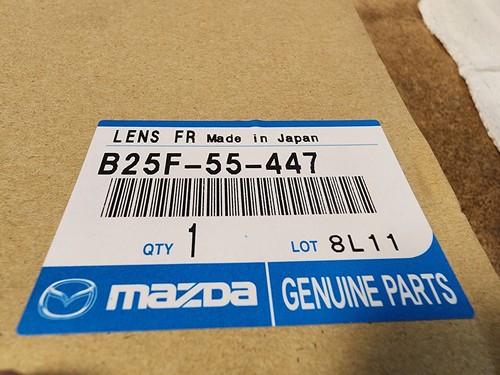 LENS FR Made in Japan
B25F-55-447
QTY 1 LOT 8L11
mazda GENUINE PARTS